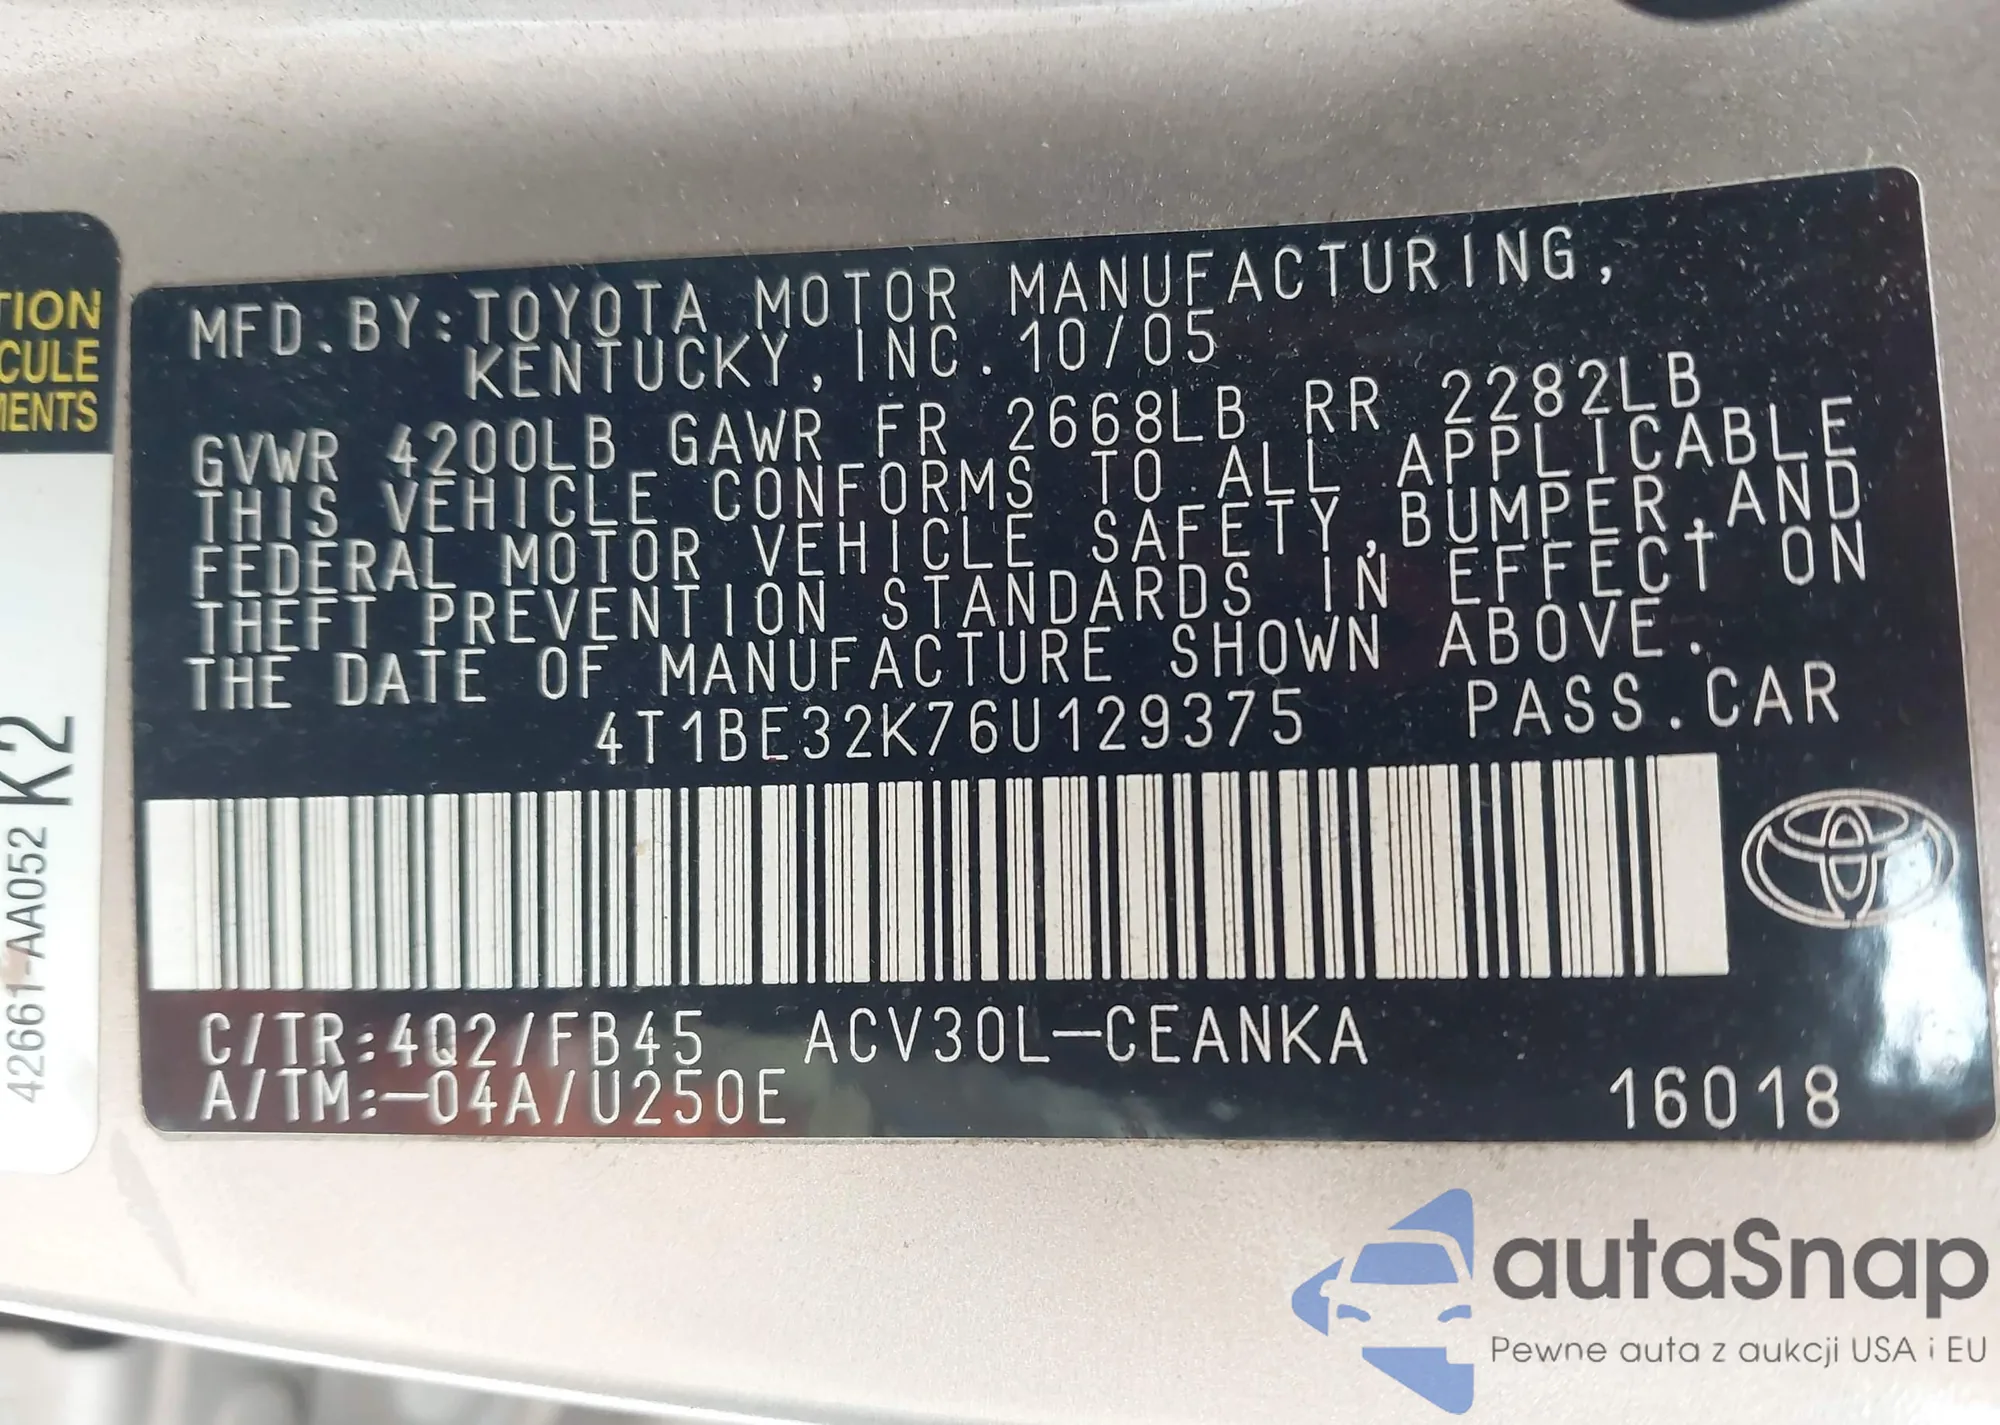 MFD.BY:TOYOTA MOTOR MANUFACTURING,
KENTUCKY, INC. 10/05
GVWR 4200LB GAWR FR 2668LB RR 2282LB
THIS VEHICLE CONFORMS TO ALL APPLICABLE
FEDERAL MOTOR VEHICLE SAFETY, BUMPER, AND
THEFT PREVENTION STANDARDS IN EFFECT ON
THE DATE OF MANUFACTURE SHOWN ABOVE.
4T1BE32K76U129375 PASS.CAR
C/TR:4Q2/FB45 ACV30L-CEANKA
A/TM:-04A/U250E 16018
TION
CULE
MENTS
42661-AA052 K2
autaSnap
Pewne auta z aukcji USA i EU